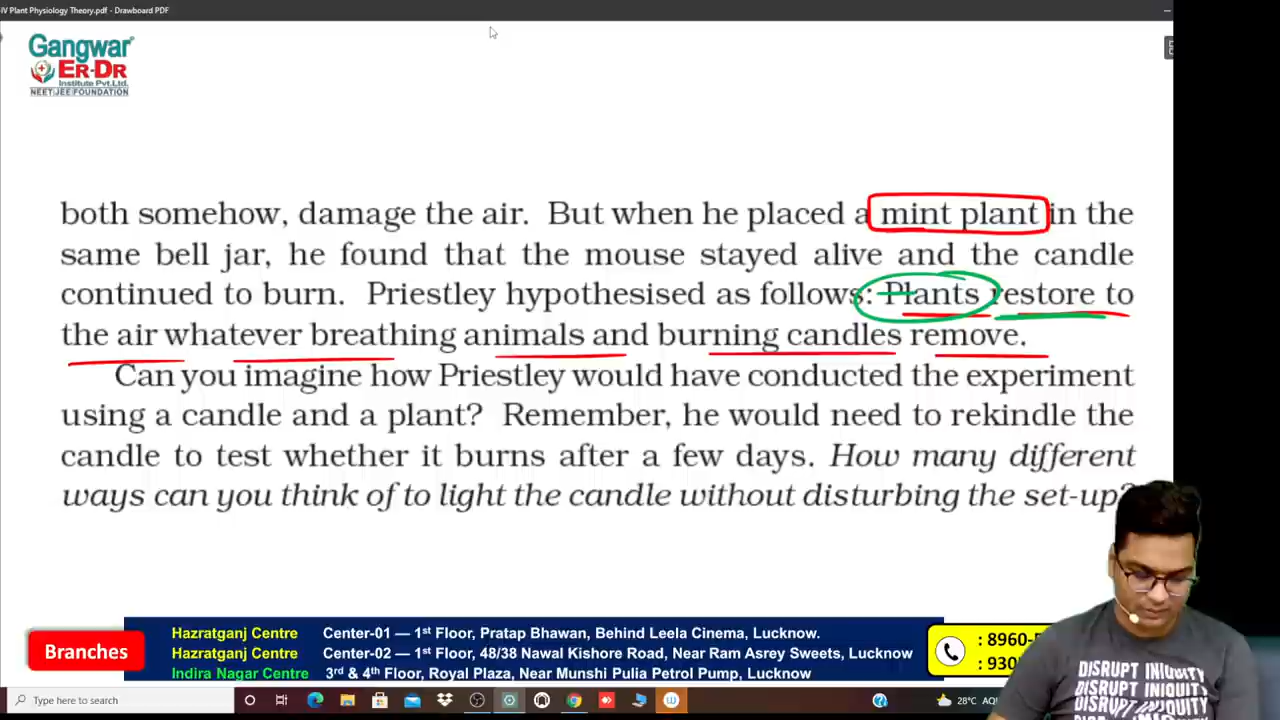 -IV Plant Physiology Theory.pdf - Drawboard PDF
Gangwar
ER-DR
Institute Pvt.Ltd.
NEET|JEE|FOUNDATION
both somehow, damage the air. But when he placed a mint plant in the
same bell jar, he found that the mouse stayed alive and the candle
continued to burn. Priestley hypothesised as follows: Plants restore to
the air whatever breathing animals and burning candles remove.
Can you imagine how Priestley would have conducted the experiment
using a candle and a plant? Remember, he would need to rekindle the
candle to test whether it burns after a few days. How many different
ways can you think of to light the candle without disturbing the set-up?
Branches
Hazratganj Centre Center-01 — 1st Floor, Pratap Bhawan, Behind Leela Cinema, Lucknow.
Hazratganj Centre Center-02 — 1st Floor, 48/38 Nawal Kishore Road, Near Ram Asrey Sweets, Lucknow
Indira Nagar Centre 3rd & 4th Floor, Royal Plaza, Near Munshi Pulia Petrol Pump, Lucknow
: 8960-
: 930
DISRUPT INIQUITY
DISRUPT INIQUITY
DISRUPT INIQUITY
Type here to search
28°C AQI